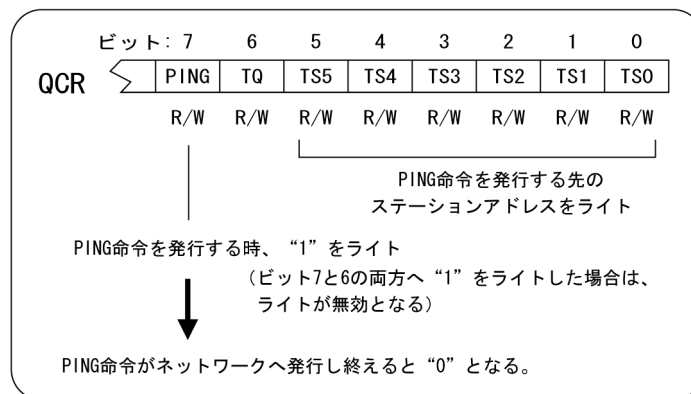 ビット: 7 6 5 4 3 2 1 0
QCR PING TQ TS5 TS4 TS3 TS2 TS1 TS0
R/W R/W R/W R/W R/W R/W R/W R/W
PING命令を発行する先の
ステーションアドレスをライト
PING命令を発行する時、“1”をライト
(ビット7と6の両方へ“1”をライトした場合は、
ライトが無効となる)
PING命令がネットワークへ発行し終えると“0”となる。